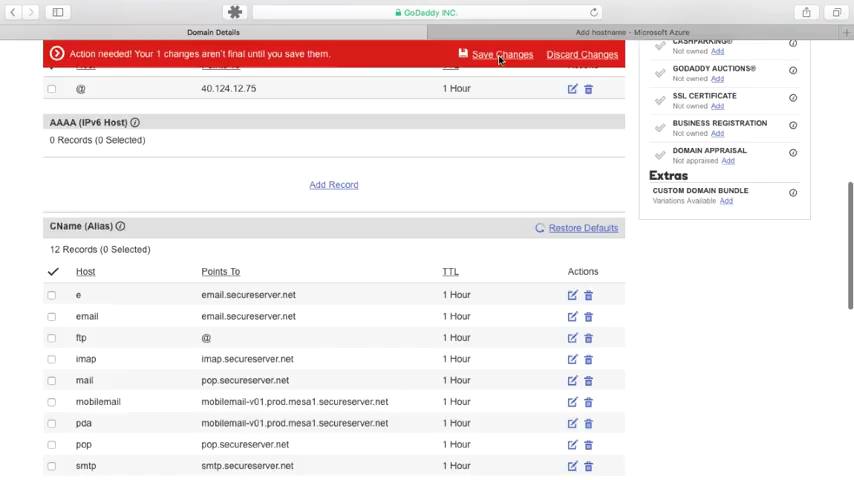 GoDaddy INC.
Domain Details
Add hostname - Microsoft Azure
Action needed! Your 1 changes aren't final until you save them.
Save Changes
Discard Changes
Host Points To TTL Actions
@ 40.124.12.75 1 Hour
AAAA (IPv6 Host)
0 Records (0 Selected)
Add Record
CName (Alias)
Restore Defaults
12 Records (0 Selected)
Host Points To TTL Actions
e email.secureserver.net 1 Hour
email email.secureserver.net 1 Hour
ftp @ 1 Hour
imap imap.secureserver.net 1 Hour
mail pop.secureserver.net 1 Hour
mobilemail mobilemail-v01.prod.mesa1.secureserver.net 1 Hour
pda mobilemail-v01.prod.mesa1.secureserver.net 1 Hour
pop pop.secureserver.net 1 Hour
smtp smtp.secureserver.net 1 Hour
CASHPARKING®
Not owned Add
GODADDY AUCTIONS®
Not owned Add
SSL CERTIFICATE
Not owned Add
BUSINESS REGISTRATION
Not owned Add
DOMAIN APPRAISAL
Not appraised Add
Extras
CUSTOM DOMAIN BUNDLE
Variations Available Add